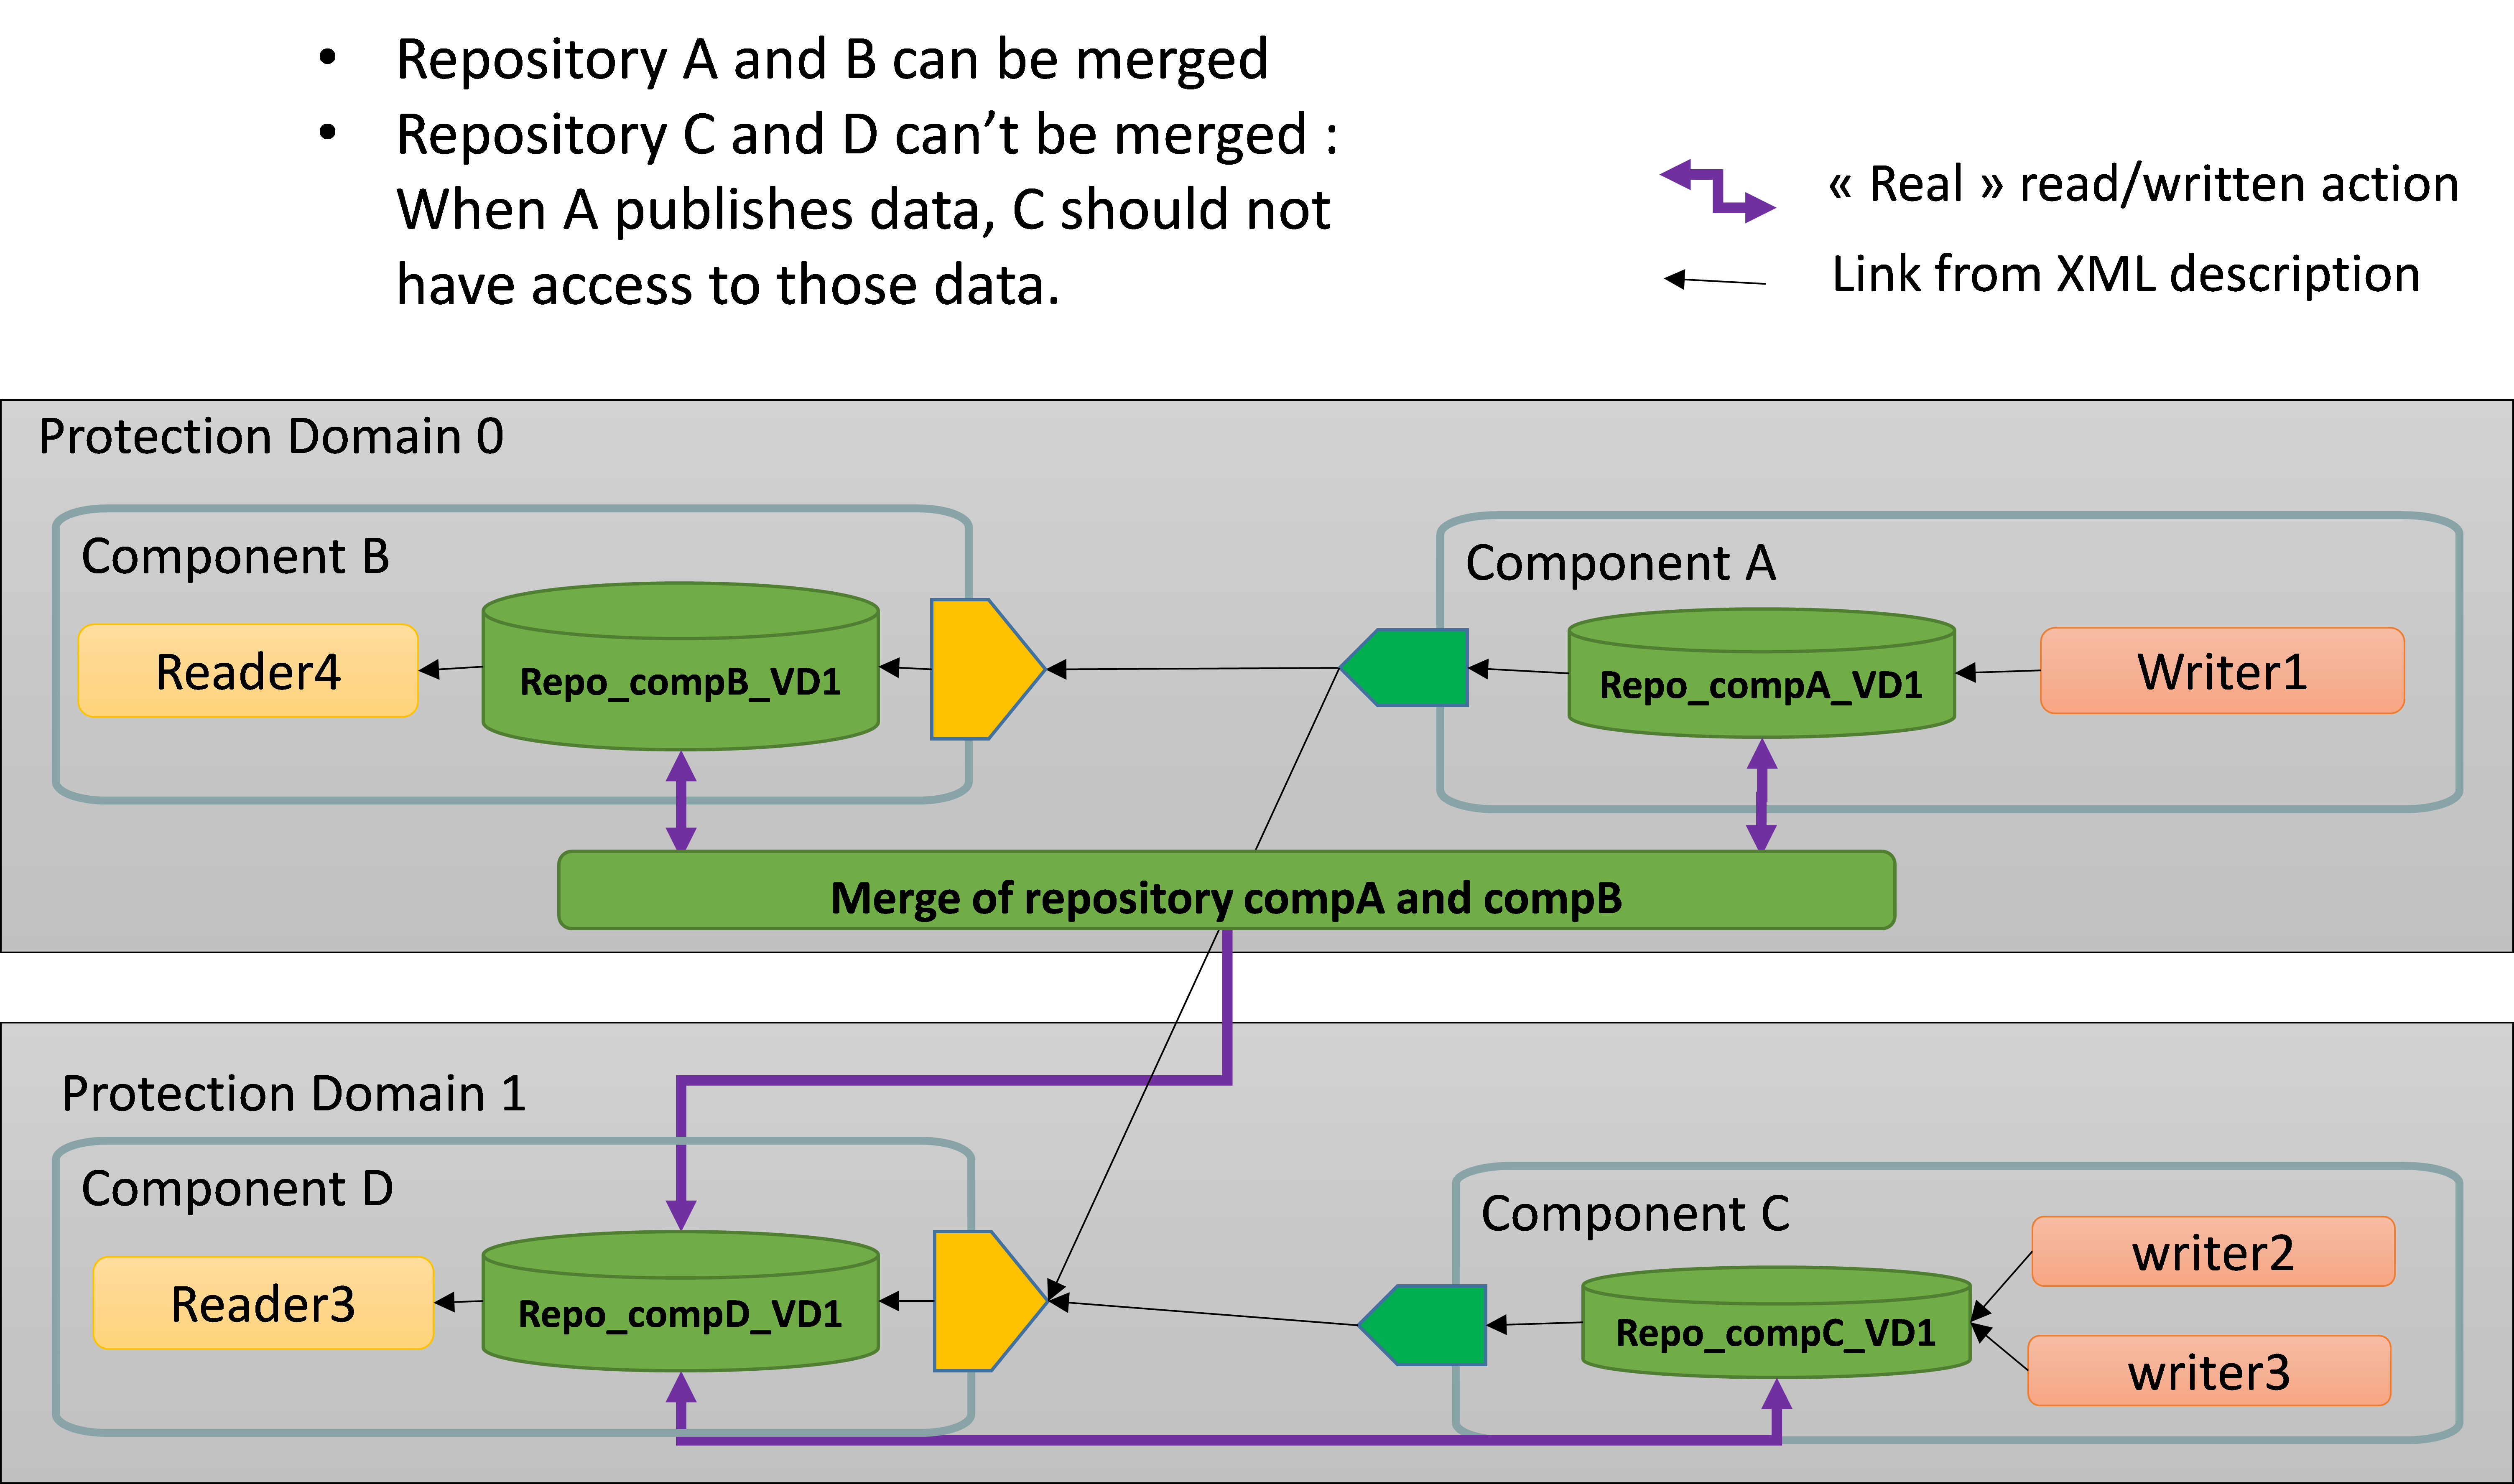 • Repository A and B can be merged
• Repository C and D can’t be merged :
When A publishes data, C should not
have access to those data.
« Real » read/written action
Link from XML description
Protection Domain 0
Component B
Component A
Reader4
Repo_compB_VD1
Repo_compA_VD1
Writer1
Merge of repository compA and compB
Protection Domain 1
Component D
Component C
Reader3
Repo_compD_VD1
Repo_compC_VD1
writer2
writer3